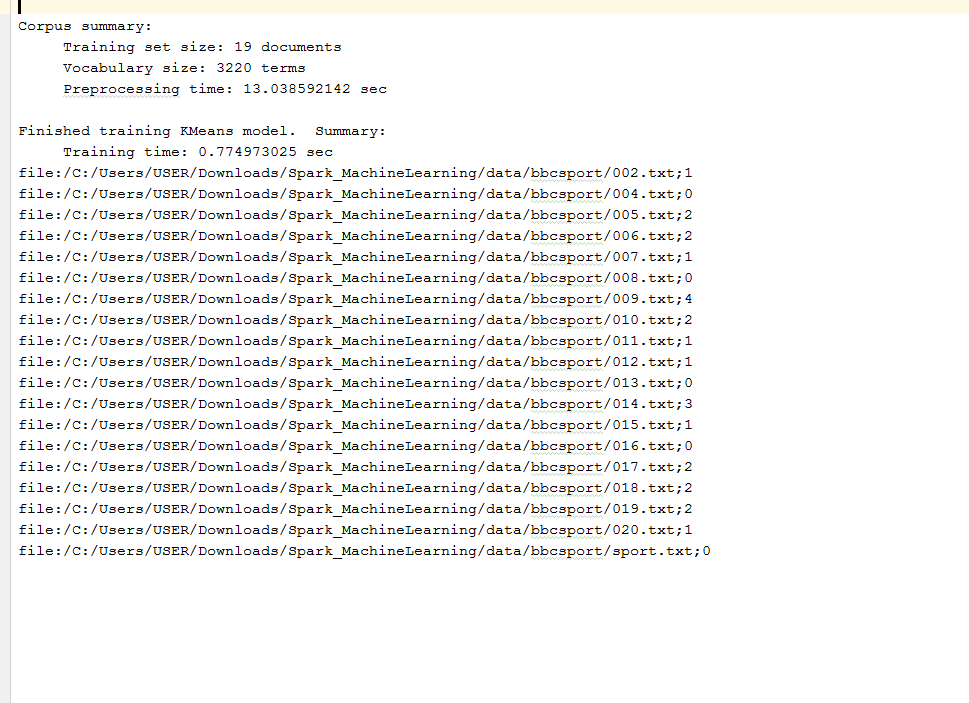 Corpus summary:
Training set size: 19 documents
Vocabulary size: 3220 terms
Preprocessing time: 13.038592142 sec
Finished training KMeans model.  Summary:
Training time: 0.774973025 sec
file:/C:/Users/USER/Downloads/Spark_MachineLearning/data/bbcsport/002.txt;1
file:/C:/Users/USER/Downloads/Spark_MachineLearning/data/bbcsport/004.txt;0
file:/C:/Users/USER/Downloads/Spark_MachineLearning/data/bbcsport/005.txt;2
file:/C:/Users/USER/Downloads/Spark_MachineLearning/data/bbcsport/006.txt;2
file:/C:/Users/USER/Downloads/Spark_MachineLearning/data/bbcsport/007.txt;1
file:/C:/Users/USER/Downloads/Spark_MachineLearning/data/bbcsport/008.txt;0
file:/C:/Users/USER/Downloads/Spark_MachineLearning/data/bbcsport/009.txt;4
file:/C:/Users/USER/Downloads/Spark_MachineLearning/data/bbcsport/010.txt;2
file:/C:/Users/USER/Downloads/Spark_MachineLearning/data/bbcsport/011.txt;1
file:/C:/Users/USER/Downloads/Spark_MachineLearning/data/bbcsport/012.txt;1
file:/C:/Users/USER/Downloads/Spark_MachineLearning/data/bbcsport/013.txt;0
file:/C:/Users/USER/Downloads/Spark_MachineLearning/data/bbcsport/014.txt;3
file:/C:/Users/USER/Downloads/Spark_MachineLearning/data/bbcsport/015.txt;1
file:/C:/Users/USER/Downloads/Spark_MachineLearning/data/bbcsport/016.txt;0
file:/C:/Users/USER/Downloads/Spark_MachineLearning/data/bbcsport/017.txt;2
file:/C:/Users/USER/Downloads/Spark_MachineLearning/data/bbcsport/018.txt;2
file:/C:/Users/USER/Downloads/Spark_MachineLearning/data/bbcsport/019.txt;2
file:/C:/Users/USER/Downloads/Spark_MachineLearning/data/bbcsport/020.txt;1
file:/C:/Users/USER/Downloads/Spark_MachineLearning/data/bbcsport/sport.txt;0